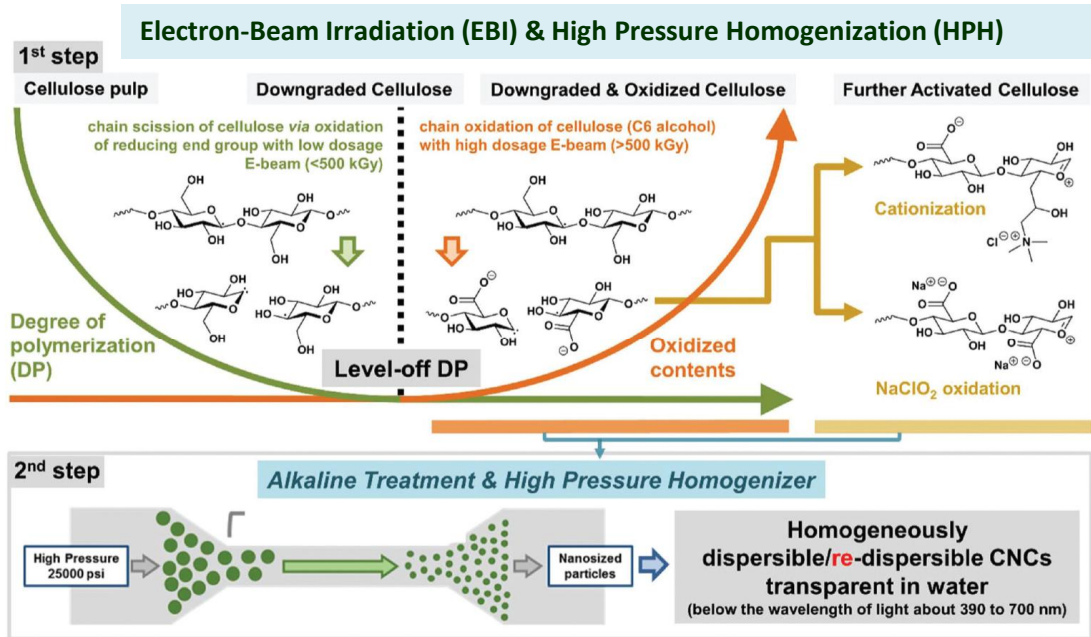 Electron-Beam Irradiation (EBI) & High Pressure Homogenization (HPH)
1st step
Cellulose pulp
Downgraded Cellulose
Downgraded & Oxidized Cellulose
Further Activated Cellulose
chain scission of cellulose via oxidation
of reducing end group with low dosage
E-beam (<500 kGy)
chain oxidation of cellulose (C6 alcohol)
with high dosage E-beam (>500 kGy)
Cationization
NaClO2 oxidation
Degree of
polymerization
(DP)
Level-off DP
Oxidized
contents
2nd step
Alkaline Treatment & High Pressure Homogenizer
High Pressure
25000 psi
Nanosized
particles
Homogeneously
dispersible/re-dispersible CNCs
transparent in water
(below the wavelength of light about 390 to 700 nm)